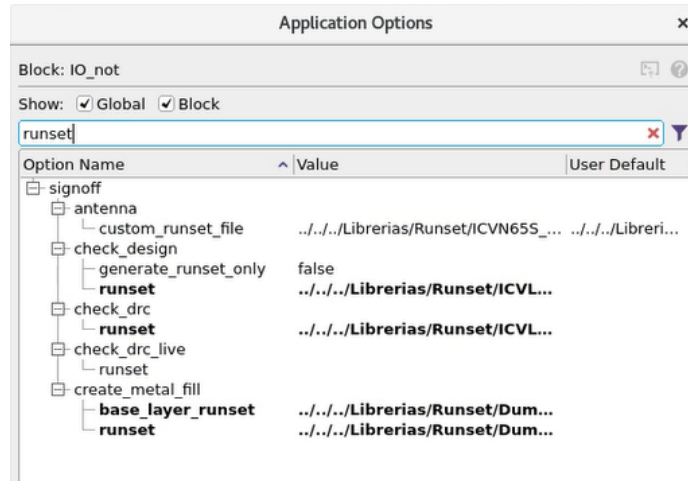 Application Options
Block: IO_not
Show: Global Block
runset
Option Name Value User Default
signoff
antenna
custom_runset_file ../../../Librerias/Runset/ICVN65S_... ../../../Libreri...
check_design
generate_runset_only false
runset ../../../Librerias/Runset/ICVL...
check_drc
runset ../../../Librerias/Runset/ICVL...
check_drc_live
runset
create_metal_fill
base_layer_runset ../../../Librerias/Runset/Dum...
runset ../../../Librerias/Runset/Dum...